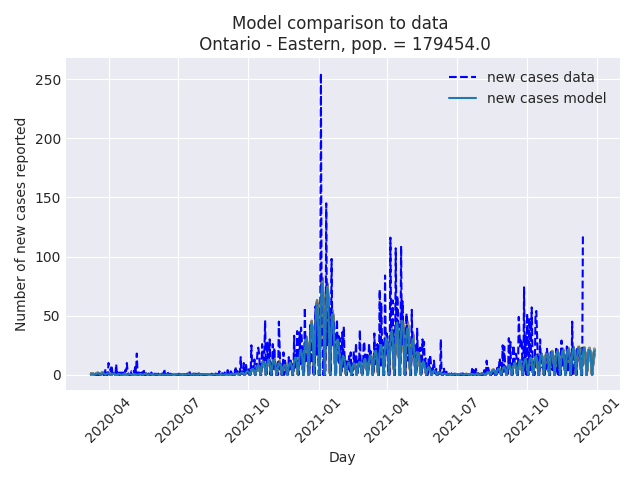 Model comparison to data
Ontario - Eastern, pop. = 179454.0
new cases data
new cases model
Number of new cases reported
250
200
150
100
50
0
2020-04
2020-07
2020-10
2021-01
2021-04
2021-07
2021-10
2022-01
Day